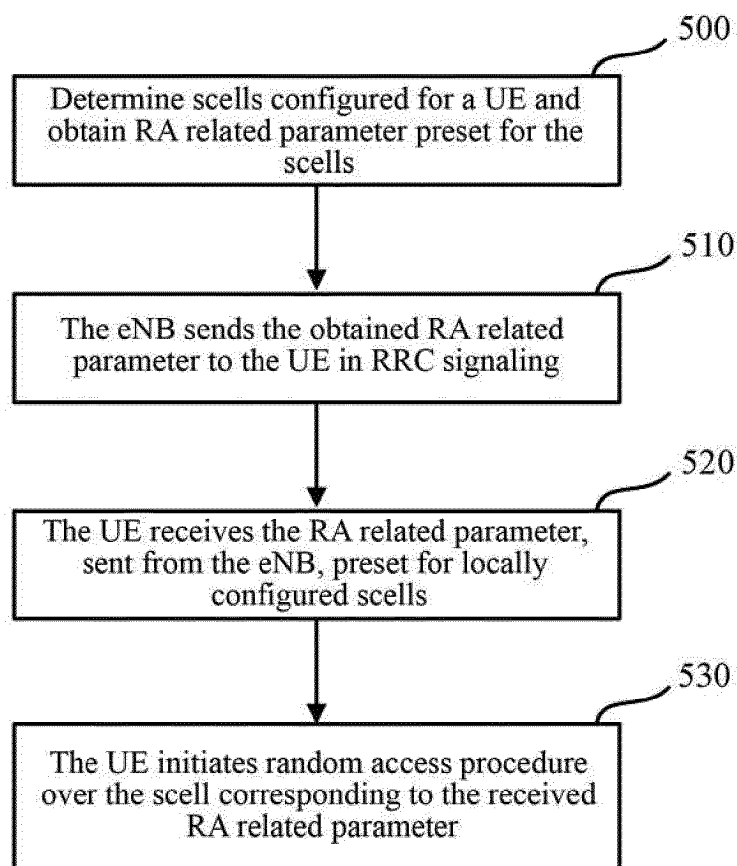 500
Determine scells configured for a UE and
obtain RA related parameter preset for the
scells
510
The eNB sends the obtained RA related
parameter to the UE in RRC signaling
520
The UE receives the RA related parameter,
sent from the eNB, preset for locally
configured scells
530
The UE initiates random access procedure
over the scell corresponding to the received
RA related parameter